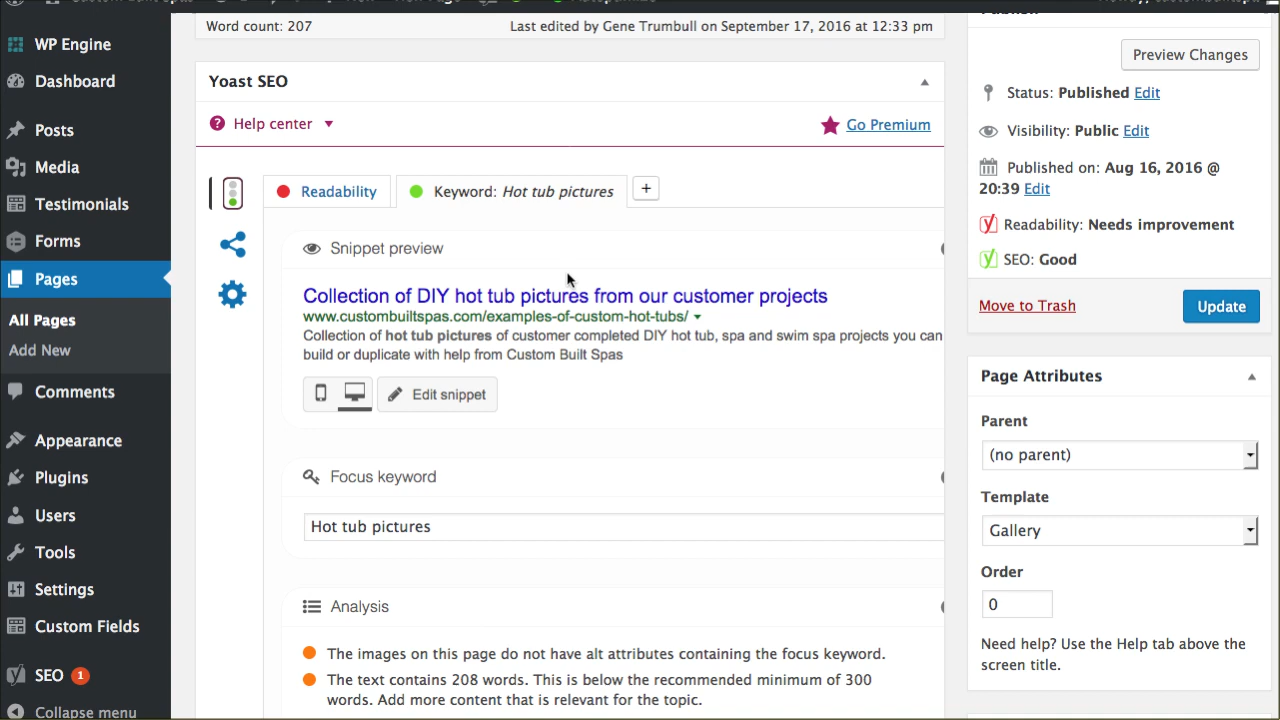 WP Engine
Dashboard
Posts
Media
Testimonials
Forms
Pages
All Pages
Add New
Comments
Appearance
Plugins
Users
Tools
Settings
Custom Fields
SEO 1
Collapse menu
Word count: 207
Last edited by Gene Trumbull on September 17, 2016 at 12:33 pm
Yoast SEO
Help center
Go Premium
Readability
Keyword: Hot tub pictures
+
Snippet preview
Collection of DIY hot tub pictures from our customer projects
www.custombuiltspas.com/examples-of-custom-hot-tubs/
Collection of hot tub pictures of customer completed DIY hot tub, spa and swim spa projects you can
build or duplicate with help from Custom Built Spas
Edit snippet
Focus keyword
Hot tub pictures
Analysis
The images on this page do not have alt attributes containing the focus keyword.
The text contains 208 words. This is below the recommended minimum of 300
words. Add more content that is relevant for the topic.
Preview Changes
Status: Published Edit
Visibility: Public Edit
Published on: Aug 16, 2016 @
20:39 Edit
Readability: Needs improvement
SEO: Good
Move to Trash
Update
Page Attributes
Parent
(no parent)
Template
Gallery
Order
0
Need help? Use the Help tab above the
screen title.